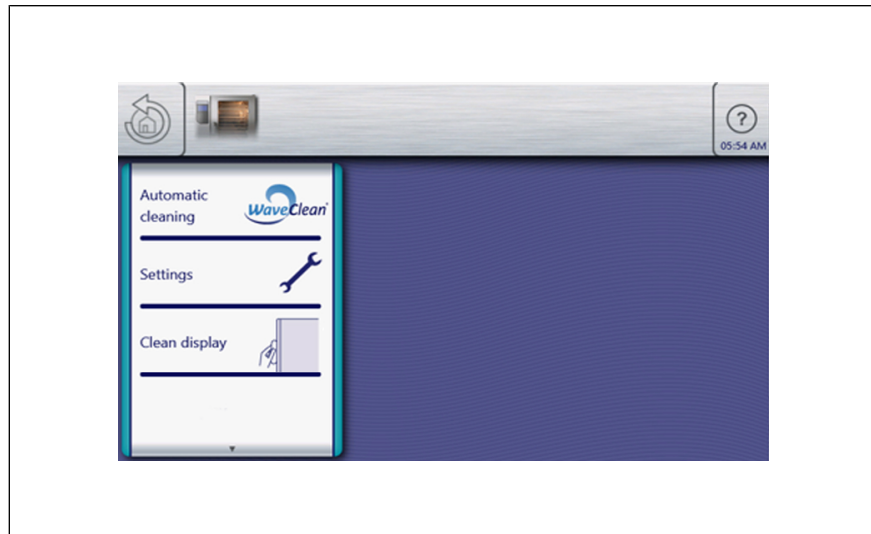 ?
05:54 AM
Automatic
cleaning
WaveClean
Settings
Clean display